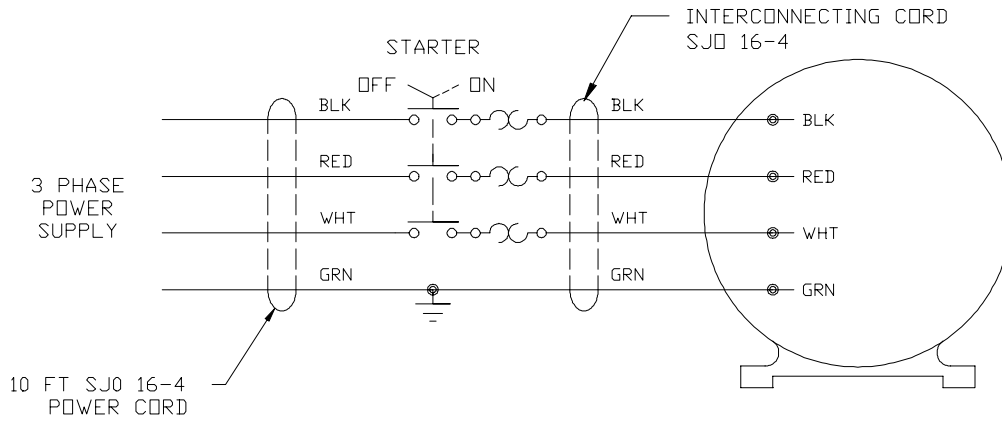 INTERCONNECTING CORD
SJO 16-4
STARTER
OFF ON
BLK BLK BLK
RED RED RED
3 PHASE
POWER
SUPPLY
WHT WHT WHT
GRN GRN GRN
10 FT SJO 16-4
POWER CORD